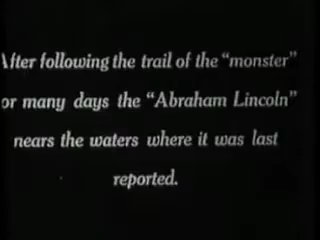 After following the trail of the “monster”
or many days the “Abraham Lincoln”
nears the waters where it was last
reported.